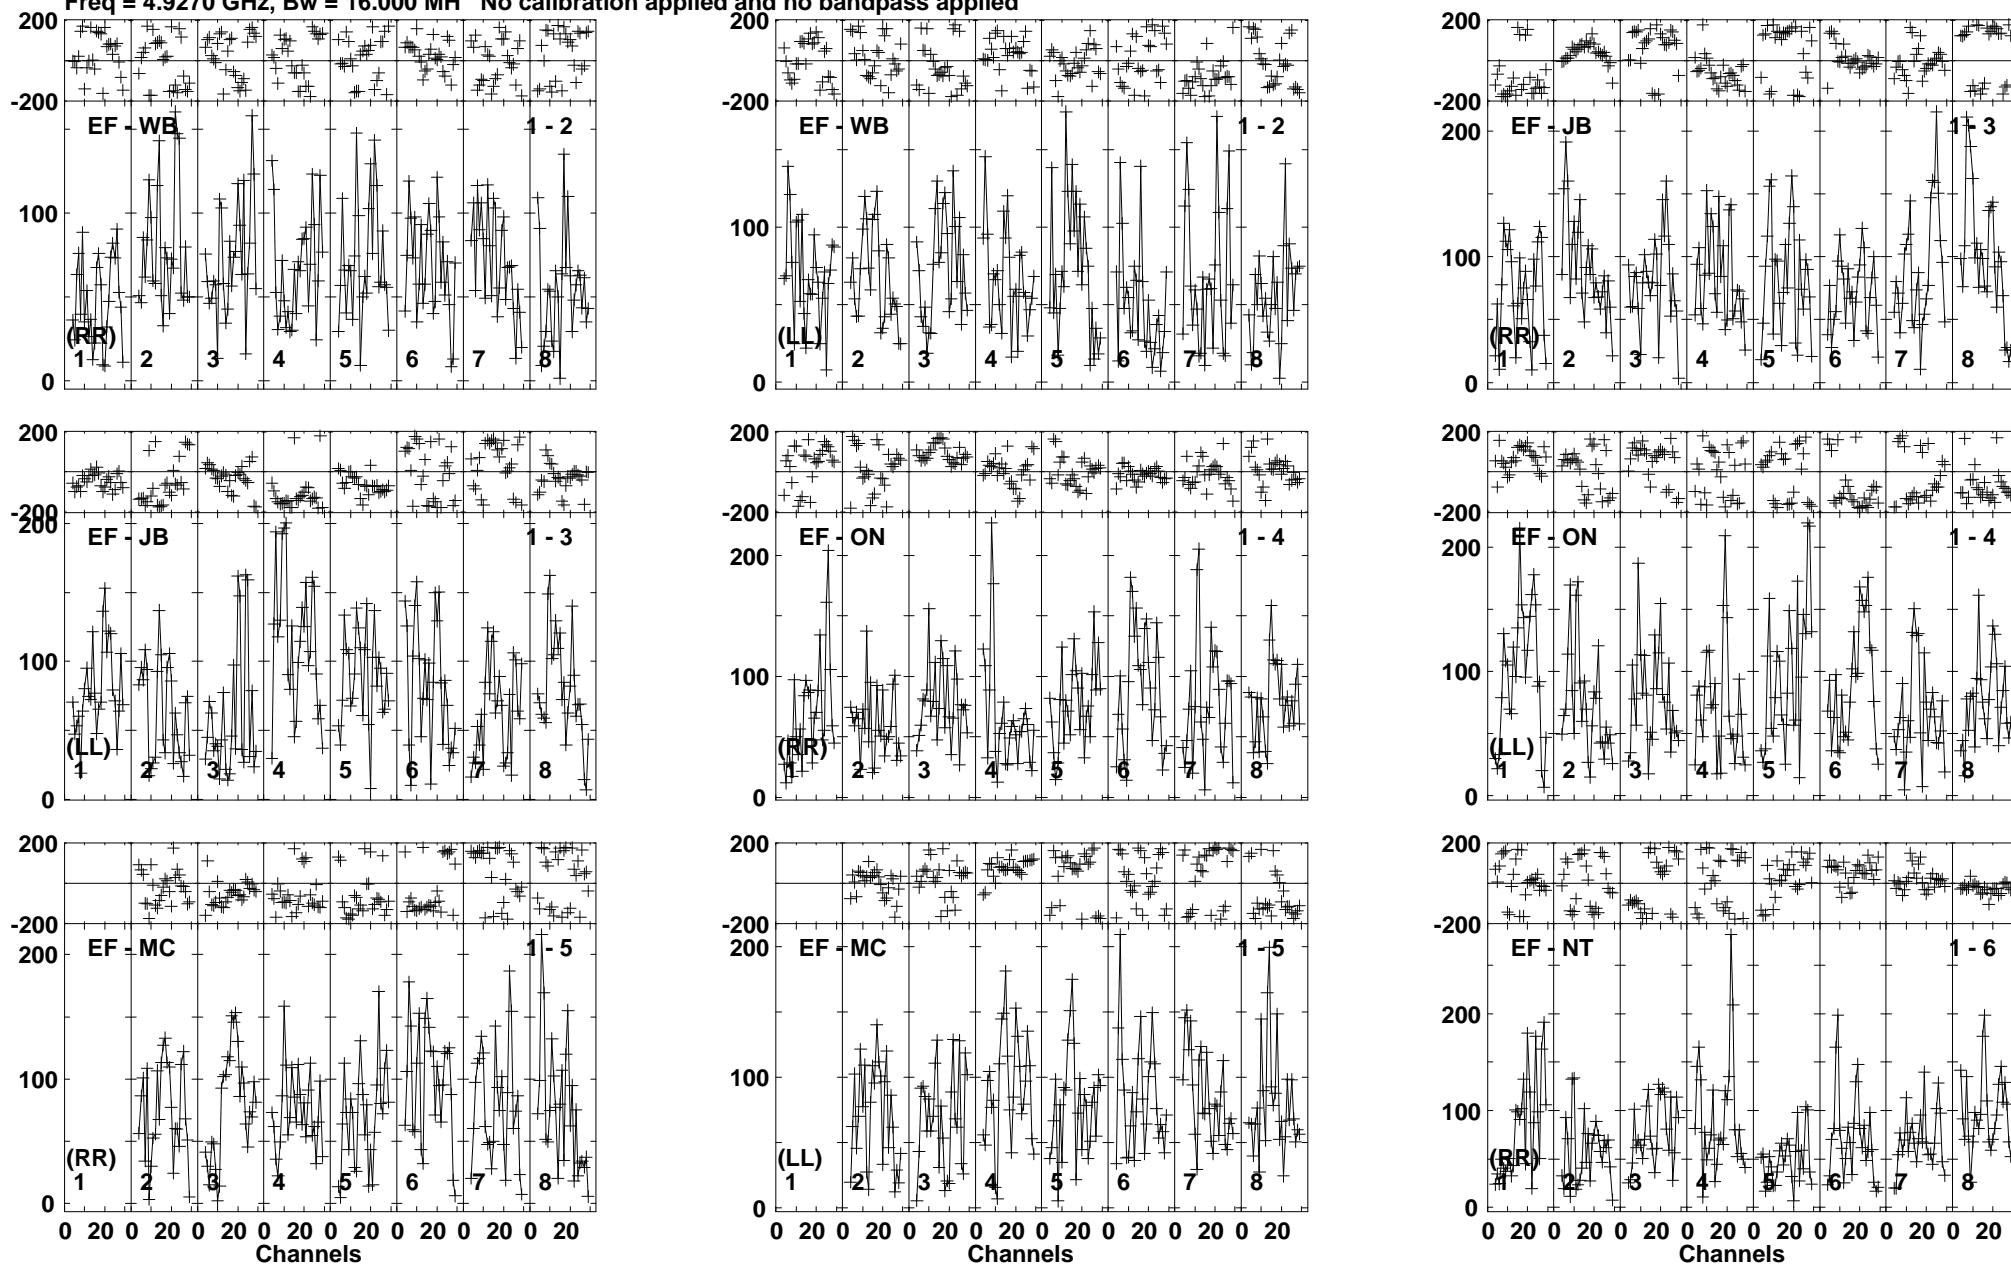 Freq = 4.9270 GHz, Bw = 16.000 MH No calibration applied and no bandpass applied
200 200 200
-200 -200 -200
EF - WB 1 - 2 EF - WB 1 - 2 EF - JB 1 - 3
200
100 100 100
(RR) (LL) (RR)
1 2 3 4 5 6 7 8 1 2 3 4 5 6 7 8 1 2 3 4 5 6 7 8
0 0 0
200 200 200
-200 -200 -200
200 EF - JB 1 - 3 EF - ON 1 - 4 EF - ON 1 - 4
200 200
100 100 100
(LL) (RR) (LL)
1 2 3 4 5 6 7 8 1 2 3 4 5 6 7 8 1 2 3 4 5 6 7 8
0 0 0
200 200 200
-200 -200 -200
EF - MC 1 - 5 EF - MC 1 - 5 EF - NT 1 - 6
200 200 200
100 100 100
(RR) (LL) (RR)
1 2 3 4 5 6 7 8 1 2 3 4 5 6 7 8 1 2 3 4 5 6 7 8
0 0 0
0 20 0 20 0 20 0 20 0 20 0 20 0 20 0 20 0 20 0 20 0 20 0 20 0 20 0 20 0 20 0 20 0 20 0 20 0 20 0 20 0 20 0 20 0 20 0 20
Channels Channels Channels